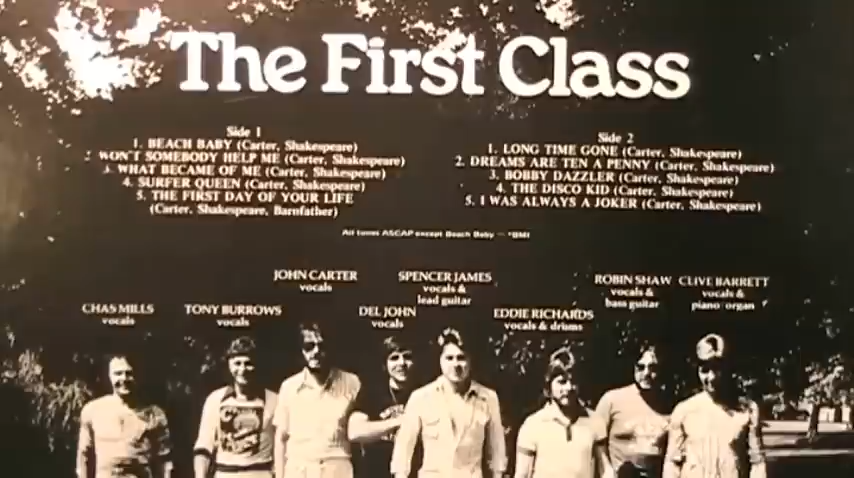 The First Class
Side 1
1. BEACH BABY (Carter, Shakespeare)
2. WON'T SOMEBODY HELP ME (Carter, Shakespeare)
3. WHAT BECAME OF ME (Carter, Shakespeare)
4. SURFER QUEEN (Carter, Shakespeare)
5. THE FIRST DAY OF YOUR LIFE
(Carter, Shakespeare, Barnfather)
Side 2
1. LONG TIME GONE (Carter, Shakespeare)
2. DREAMS ARE TEN A PENNY (Carter, Shakespeare)
3. BOBBY DAZZLER (Carter, Shakespeare)
4. THE DISCO KID (Carter, Shakespeare)
5. I WAS ALWAYS A JOKER (Carter, Shakespeare)
All tunes ASCAP except Beach Baby — *BMI
CHAS MILLS
vocals
TONY BURROWS
vocals
JOHN CARTER
vocals
DEL JOHN
vocals
SPENCER JAMES
vocals &
lead guitar
EDDIE RICHARDS
vocals & drums
ROBIN SHAW
vocals &
bass guitar
CLIVE BARRETT
vocals &
piano organ